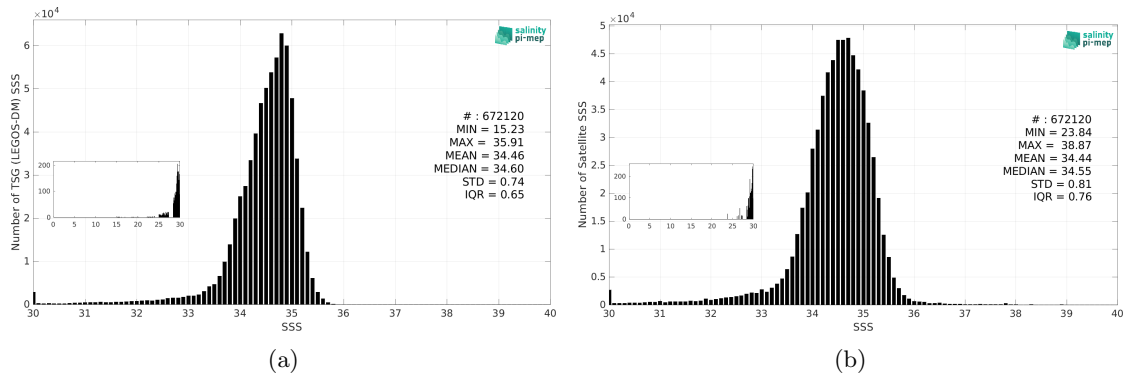 ×10⁴
salinity
pi-mep
6
5
4
3
2
1
0
Number of TSG (LEGOS-DM) SSS
# : 672120
MIN = 15.23
MAX = 35.91
MEAN = 34.46
MEDIAN = 34.60
STD = 0.74
IQR = 0.65
200
100
0
0 5 10 15 20 25 30
30 31 32 33 34 35 36 37 38 39 40
SSS
(a)
×10⁴
salinity
pi-mep
5
4.5
4
3.5
3
2.5
2
1.5
1
0.5
0
Number of Satellite SSS
# : 672120
MIN = 23.84
MAX = 38.87
MEAN = 34.44
MEDIAN = 34.55
STD = 0.81
IQR = 0.76
200
100
0
0 5 10 15 20 25 30
30 31 32 33 34 35 36 37 38 39 40
SSS
(b)